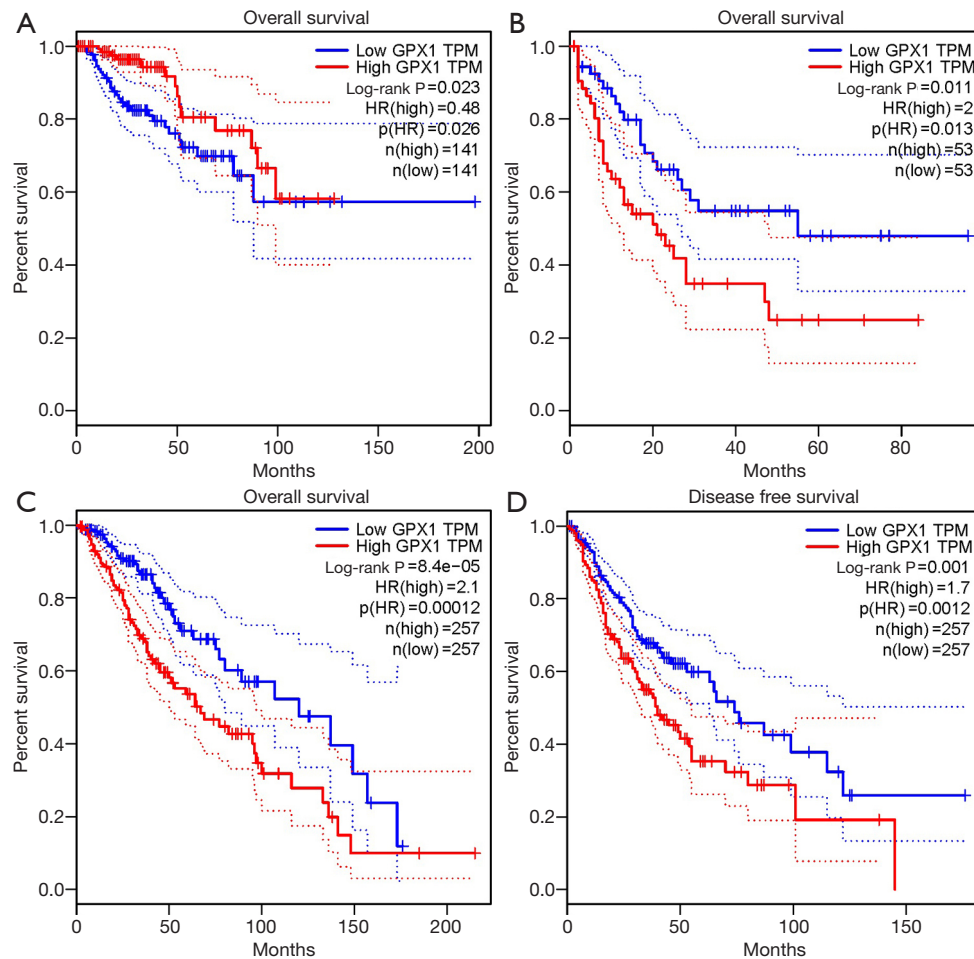 A
Overall survival
Percent survival
1.0
0.8
0.6
0.4
0.2
0.0
Low GPX1 TPM
High GPX1 TPM
Log-rank P =0.023
HR(high) =0.48
p(HR) =0.026
n(high) =141
n(low) =141
0 50 100 150 200
Months
B
Overall survival
Percent survival
1.0
0.8
0.6
0.4
0.2
0.0
Low GPX1 TPM
High GPX1 TPM
Log-rank P =0.011
HR(high) =2
p(HR) =0.013
n(high) =53
n(low) =53
0 20 40 60 80
Months
C
Overall survival
Percent survival
1.0
0.8
0.6
0.4
0.2
0.0
Low GPX1 TPM
High GPX1 TPM
Log-rank P =8.4e−05
HR(high) =2.1
p(HR) =0.00012
n(high) =257
n(low) =257
0 50 100 150 200
Months
D
Disease free survival
Percent survival
1.0
0.8
0.6
0.4
0.2
0.0
Low GPX1 TPM
High GPX1 TPM
Log-rank P =0.001
HR(high) =1.7
p(HR) =0.0012
n(high) =257
n(low) =257
0 50 100 150
Months